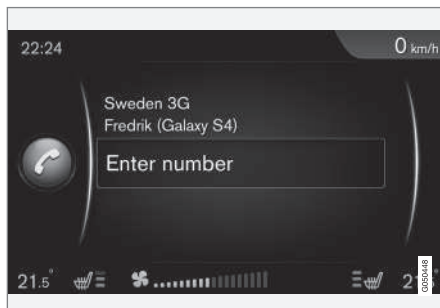 22:24
0 km/h
Sweden 3G
Fredrik (Galaxy S4)
Enter number
21.5°
G050448